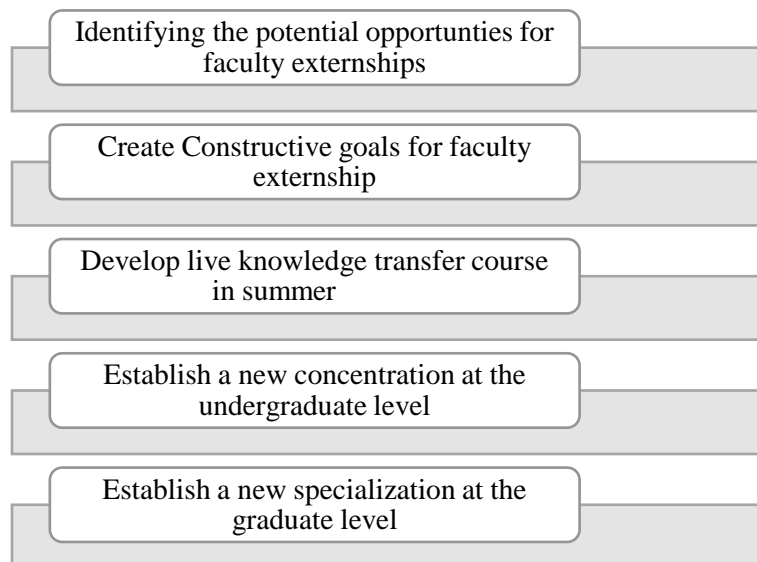 Identifying the potential opportunties for
faculty externships
Create Constructive goals for faculty
externship
Develop live knowledge transfer course
in summer
Establish a new concentration at the
undergraduate level
Establish a new specialization at the
graduate level